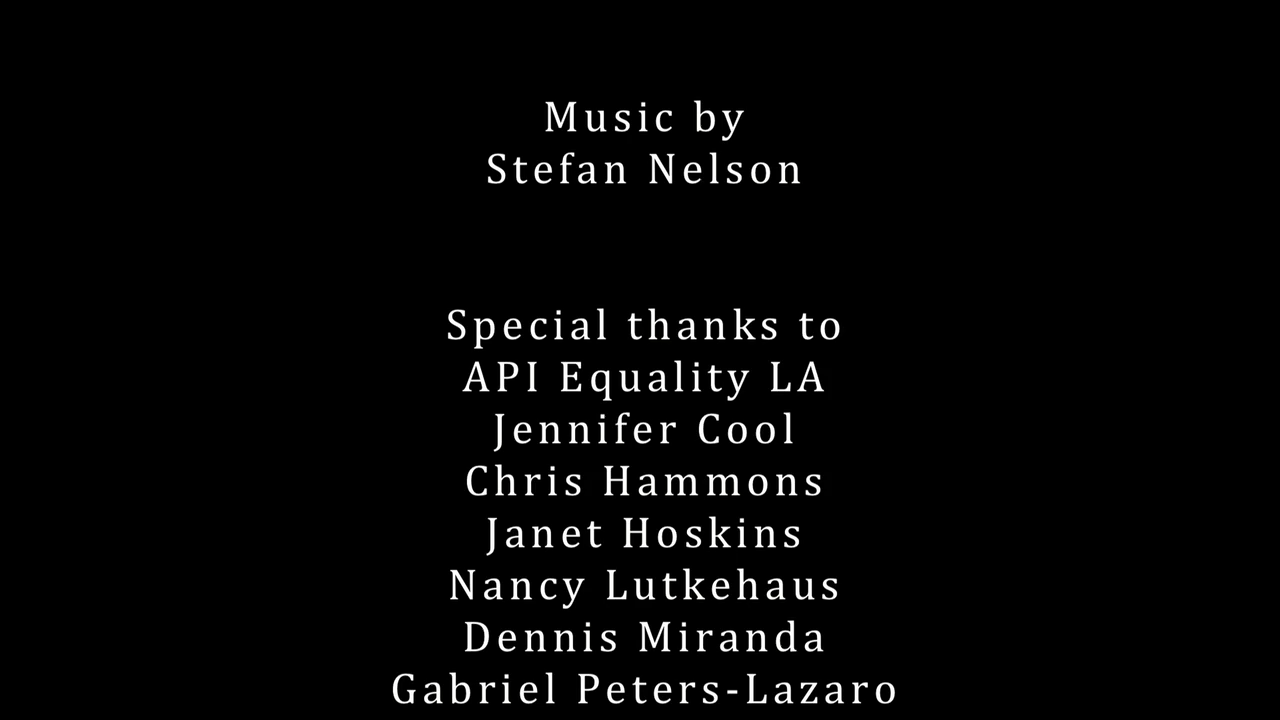 Music by
Stefan Nelson
Special thanks to
API Equality LA
Jennifer Cool
Chris Hammons
Janet Hoskins
Nancy Lutkehaus
Dennis Miranda
Gabriel Peters-Lazaro